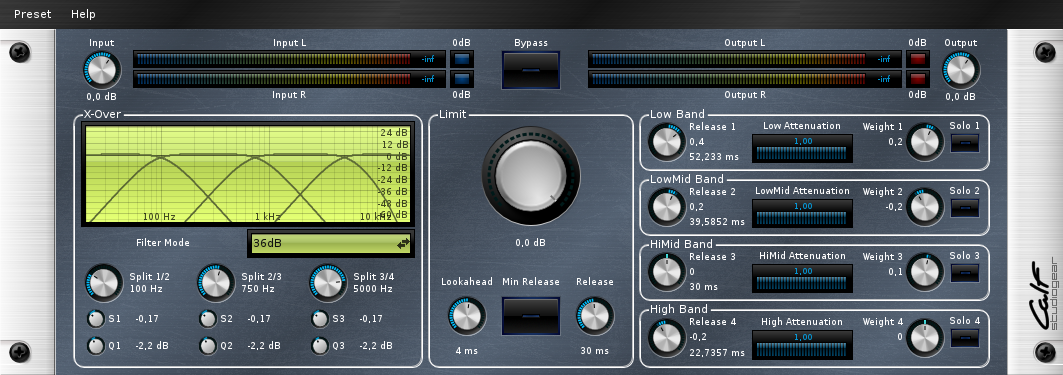 Preset Help
Input Input L 0dB Bypass Output L 0dB Output
-inf -inf
-inf -inf
0,0 dB Input R 0dB Output R 0dB 0,0 dB
X-Over
24 dB
12 dB
0 dB
-12 dB
-24 dB
-36 dB
-48 dB
-60 dB
100 Hz 1 kHz 10 kHz
Filter Mode 36dB
Split 1/2 Split 2/3 Split 3/4
100 Hz 750 Hz 5000 Hz
S1 -0,17 S2 -0,17 S3 -0,17
Q1 -2,2 dB Q2 -2,2 dB Q3 -2,2 dB
Limit
0,0 dB
Lookahead Min Release Release
4 ms 30 ms
Low Band
Release 1 Low Attenuation Weight 1 Solo 1
0,4 1,00 0,2
52,233 ms
LowMid Band
Release 2 LowMid Attenuation Weight 2 Solo 2
0,2 1,00 -0,2
39,5852 ms
HiMid Band
Release 3 HiMid Attenuation Weight 3 Solo 3
0 1,00 0,1
30 ms
High Band
Release 4 High Attenuation Weight 4 Solo 4
-0,2 1,00 0
22,7357 ms
Calf
studiogear